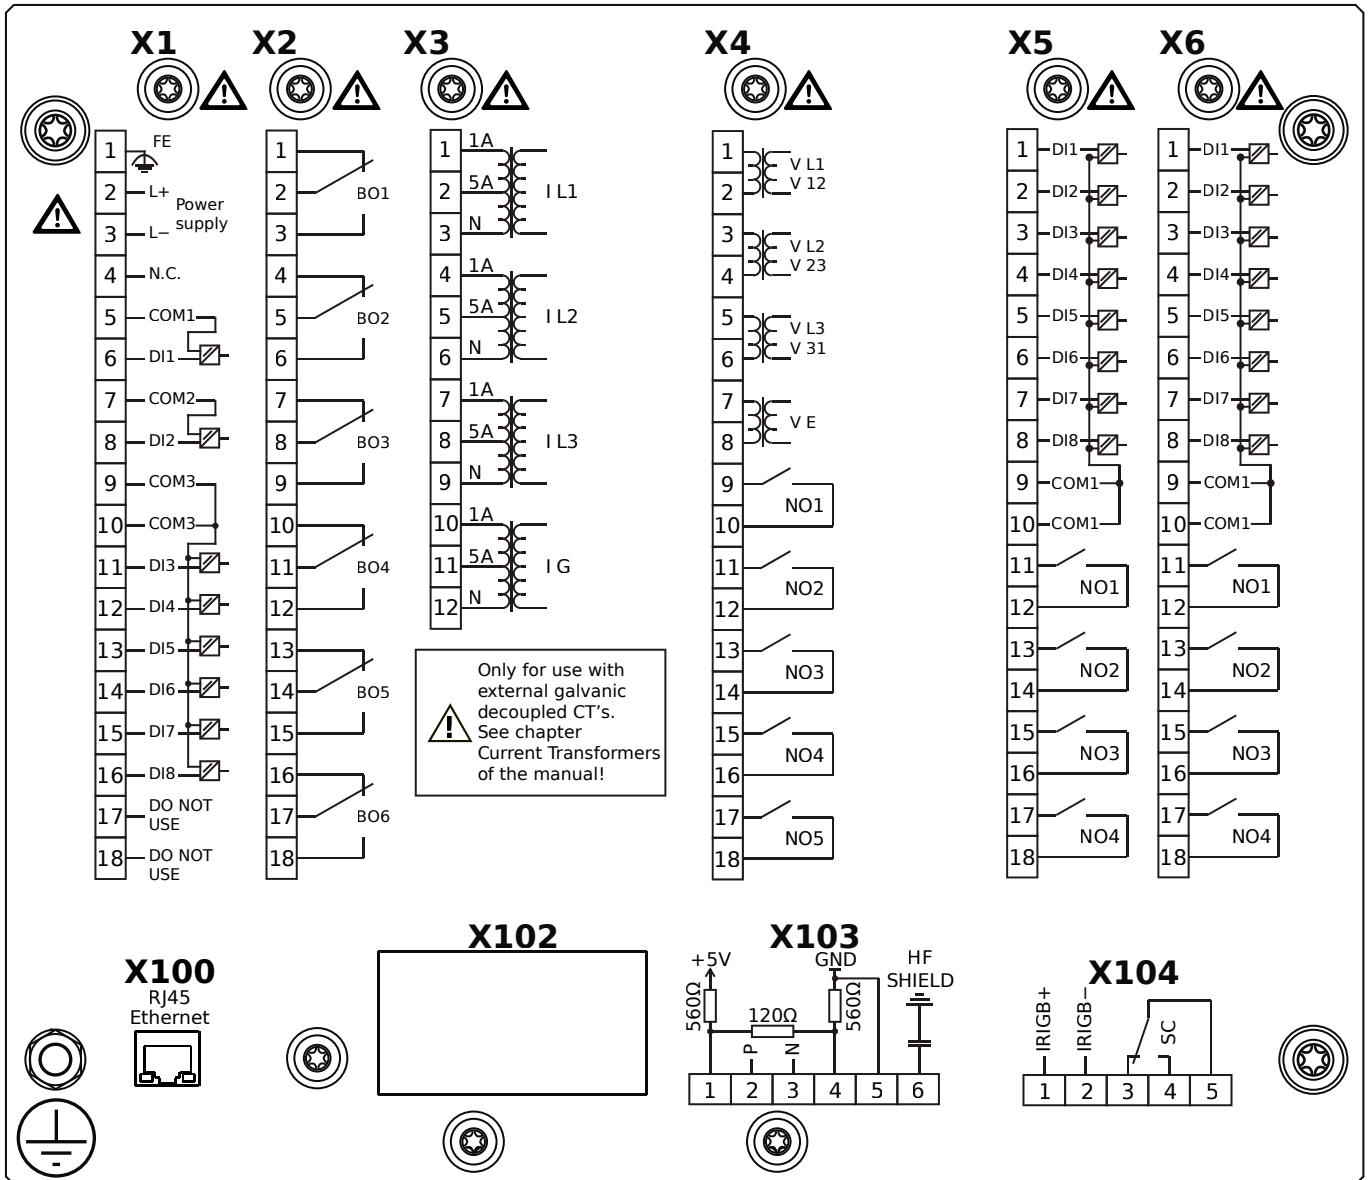 X1
X2
X3
X4
X5
X6
1
FE
2
L+
Power
supply
3
L−
4
N.C.
5
COM1
6
DI1
7
COM2
8
DI2
9
COM3
10
COM3
11
DI3
12
DI4
13
DI5
14
DI6
15
DI7
16
DI8
17
DO NOT
USE
18
DO NOT
USE
1
2
BO1
3
4
5
BO2
6
7
8
BO3
9
10
11
BO4
12
13
14
BO5
15
16
17
BO6
18
1
1A
2
5A
I L1
3
N
4
1A
5
5A
I L2
6
N
7
1A
8
5A
I L3
9
N
10
1A
11
5A
I G
12
N
Only for use with
external galvanic
decoupled CT's.
See chapter
Current Transformers
of the manual!
1
V L1
V 12
2
3
V L2
V 23
4
5
V L3
V 31
6
7
V E
8
9
NO1
10
11
NO2
12
13
NO3
14
15
NO4
16
17
NO5
18
1
DI1
2
DI2
3
DI3
4
DI4
5
DI5
6
DI6
7
DI7
8
DI8
9
COM1
10
COM1
11
NO1
12
13
NO2
14
15
NO3
16
17
NO4
18
1
DI1
2
DI2
3
DI3
4
DI4
5
DI5
6
DI6
7
DI7
8
DI8
9
COM1
10
COM1
11
NO1
12
13
NO2
14
15
NO3
16
17
NO4
18
X100
RJ45
Ethernet
X102
X103
+5V
GND
HF
SHIELD
560Ω
120Ω
560Ω
P
N
1 2 3 4 5 6
X104
IRIGB+
IRIGB−
SC
1 2 3 4 5